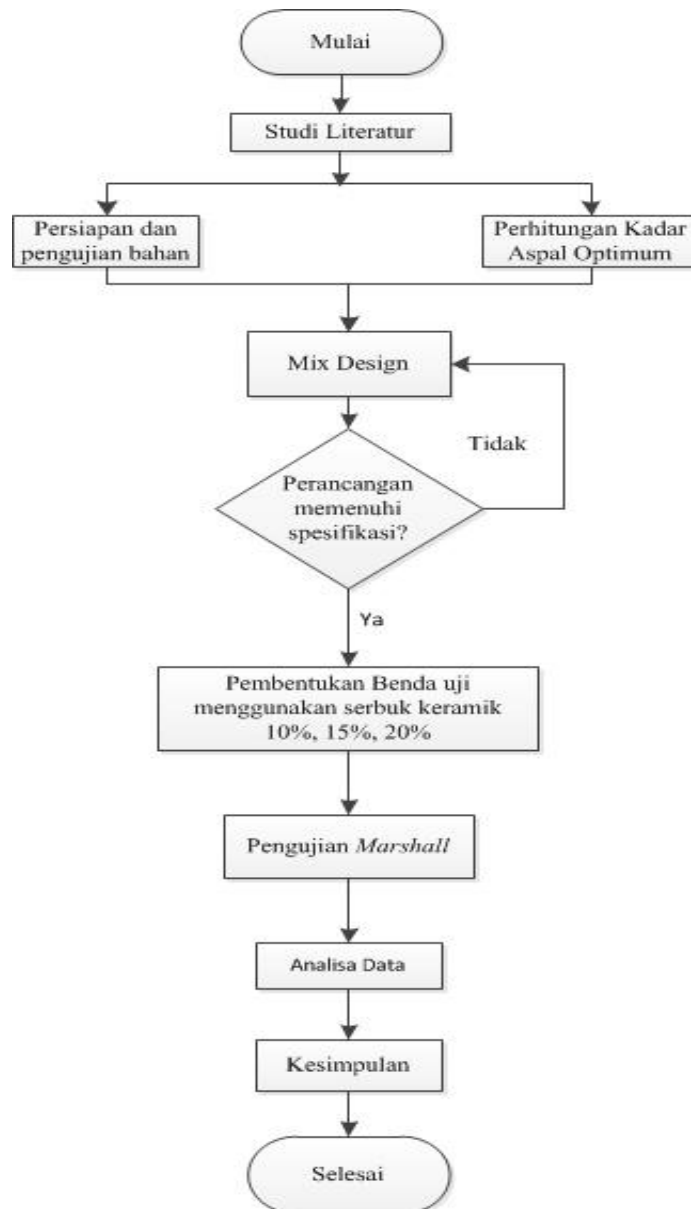 Mulai
Studi Literatur
Persiapan dan
pengujian bahan
Perhitungan Kadar
Aspal Optimum
Mix Design
Tidak
Perancangan
memenuhi
spesifikasi?
Ya
Pembentukan Benda uji
menggunakan serbuk keramik
10%, 15%, 20%
Pengujian Marshall
Analisa Data
Kesimpulan
Selesai